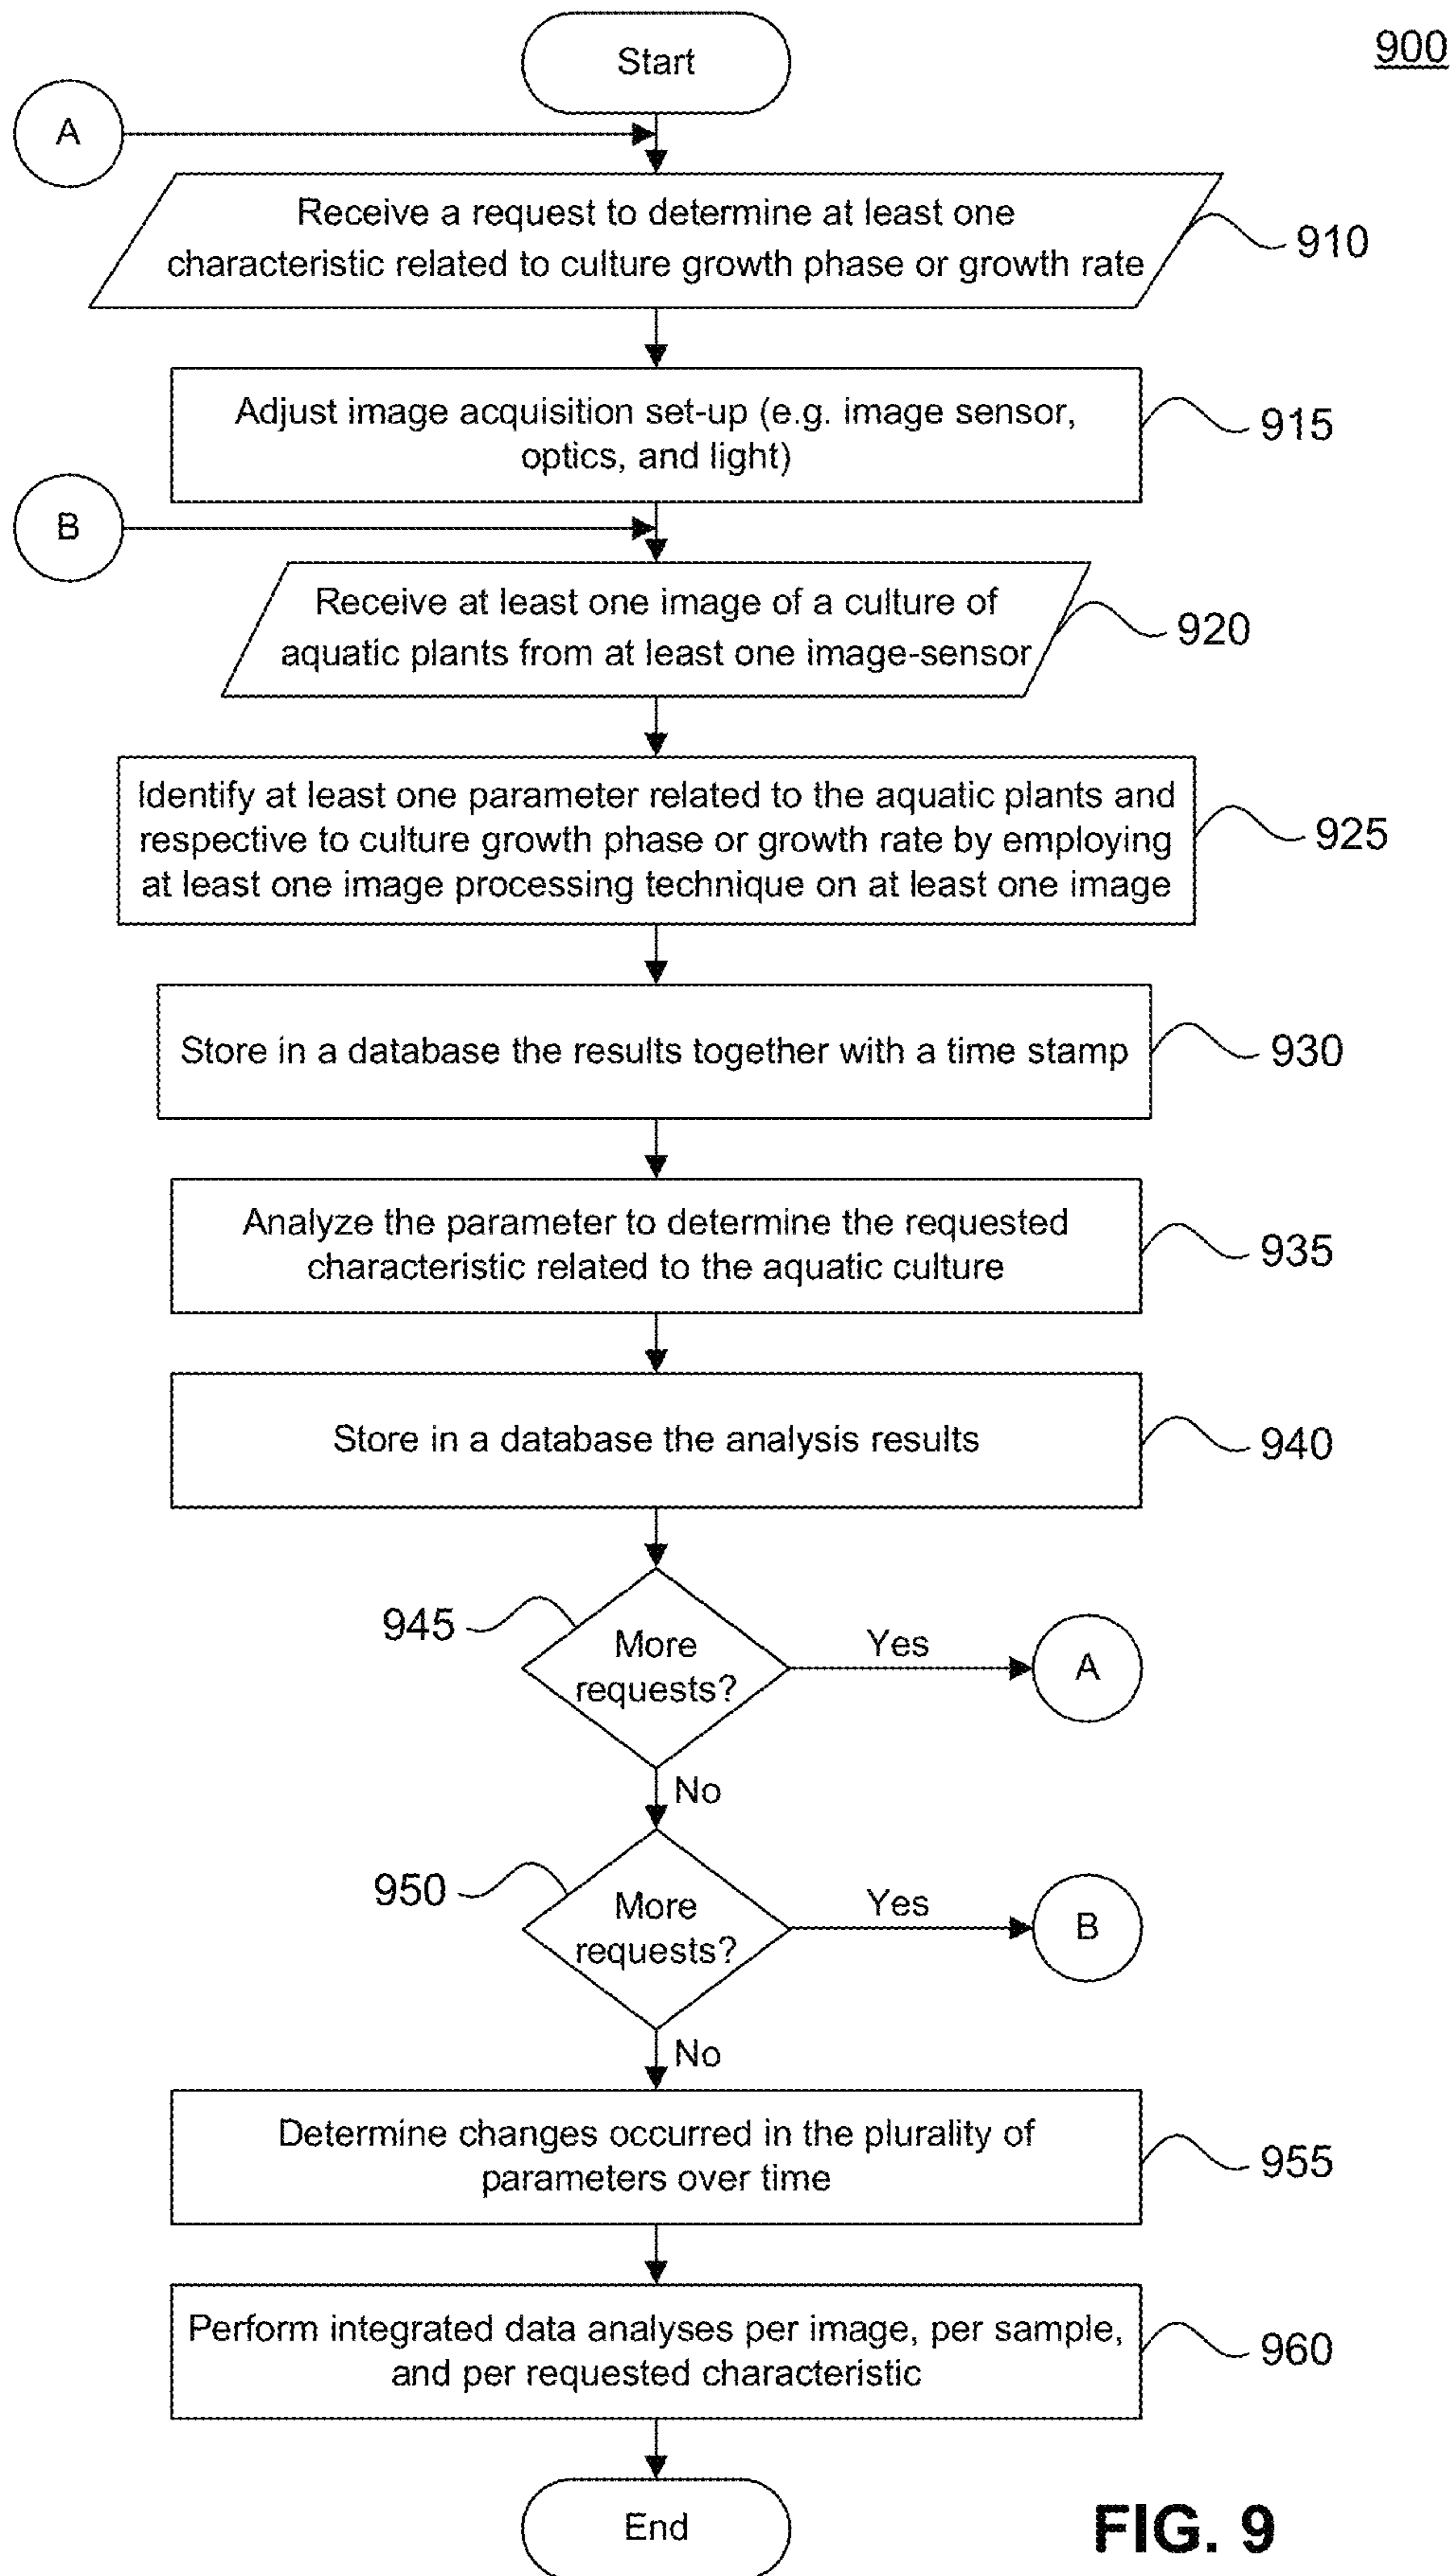 900
Start
A
Receive a request to determine at least one
characteristic related to culture growth phase or growth rate
910
Adjust image acquisition set-up (e.g. image sensor,
optics, and light)
915
B
Receive at least one image of a culture of
aquatic plants from at least one image-sensor
920
Identify at least one parameter related to the aquatic plants and
respective to culture growth phase or growth rate by employing
at least one image processing technique on at least one image
925
Store in a database the results together with a time stamp
930
Analyze the parameter to determine the requested
characteristic related to the aquatic culture
935
Store in a database the analysis results
940
945
More
requests?
Yes
A
No
950
More
requests?
Yes
B
No
Determine changes occurred in the plurality of
parameters over time
955
Perform integrated data analyses per image, per sample,
and per requested characteristic
960
End
FIG. 9